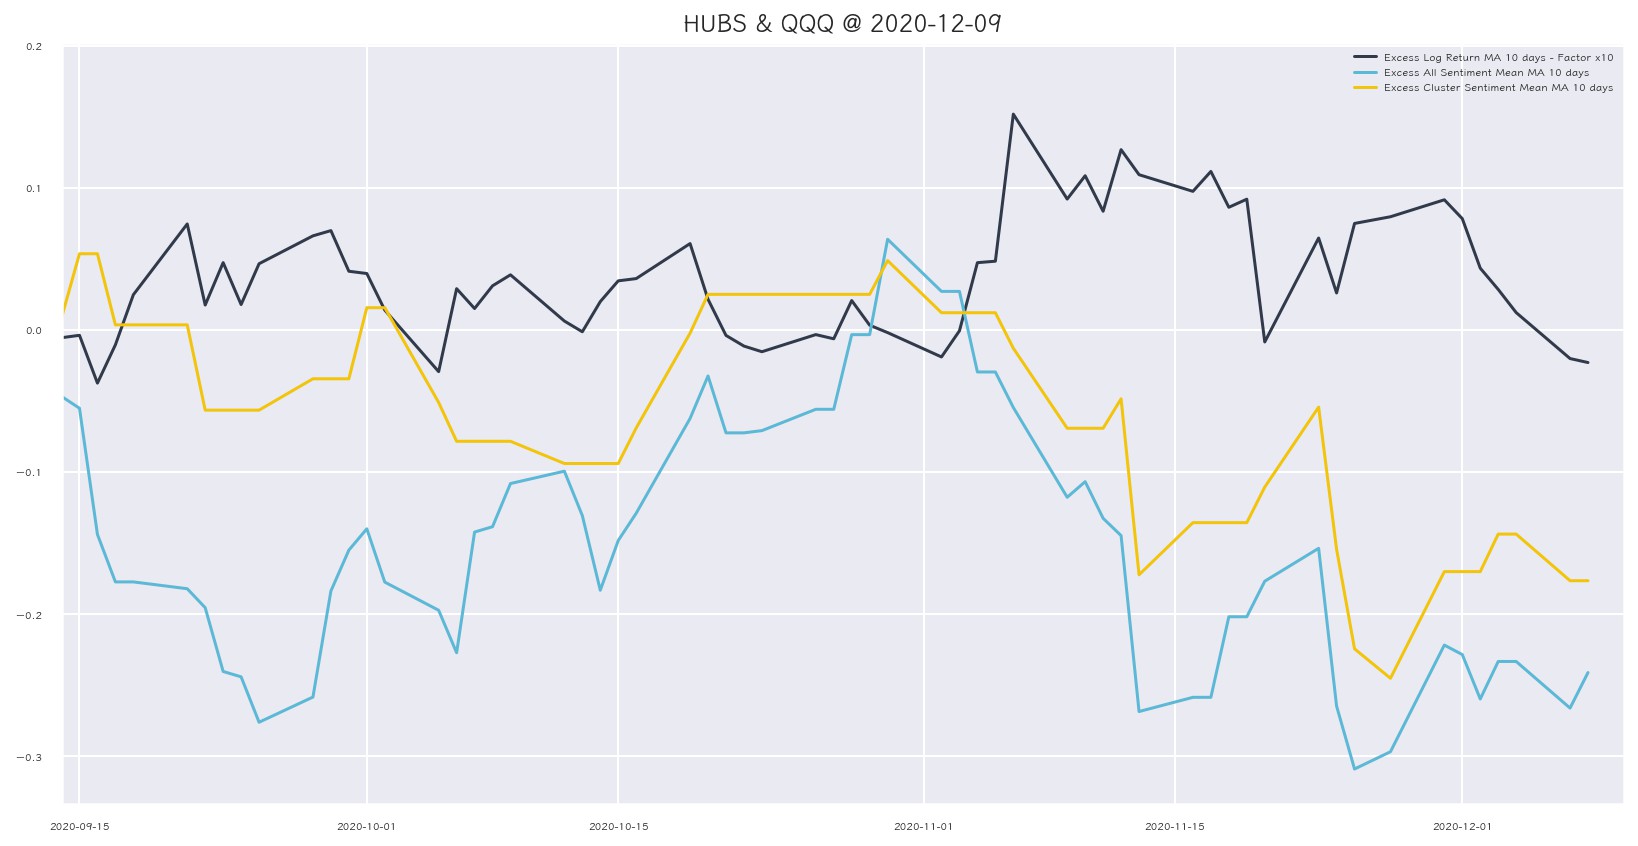 HUBS & QQQ @ 2020-12-09
Excess Log Return MA 10 days - Factor x10
Excess All Sentiment Mean MA 10 days
Excess Cluster Sentiment Mean MA 10 days
0.2
0.1
0.0
−0.1
−0.2
−0.3
2020-09-15 2020-10-01 2020-10-15 2020-11-01 2020-11-15 2020-12-01